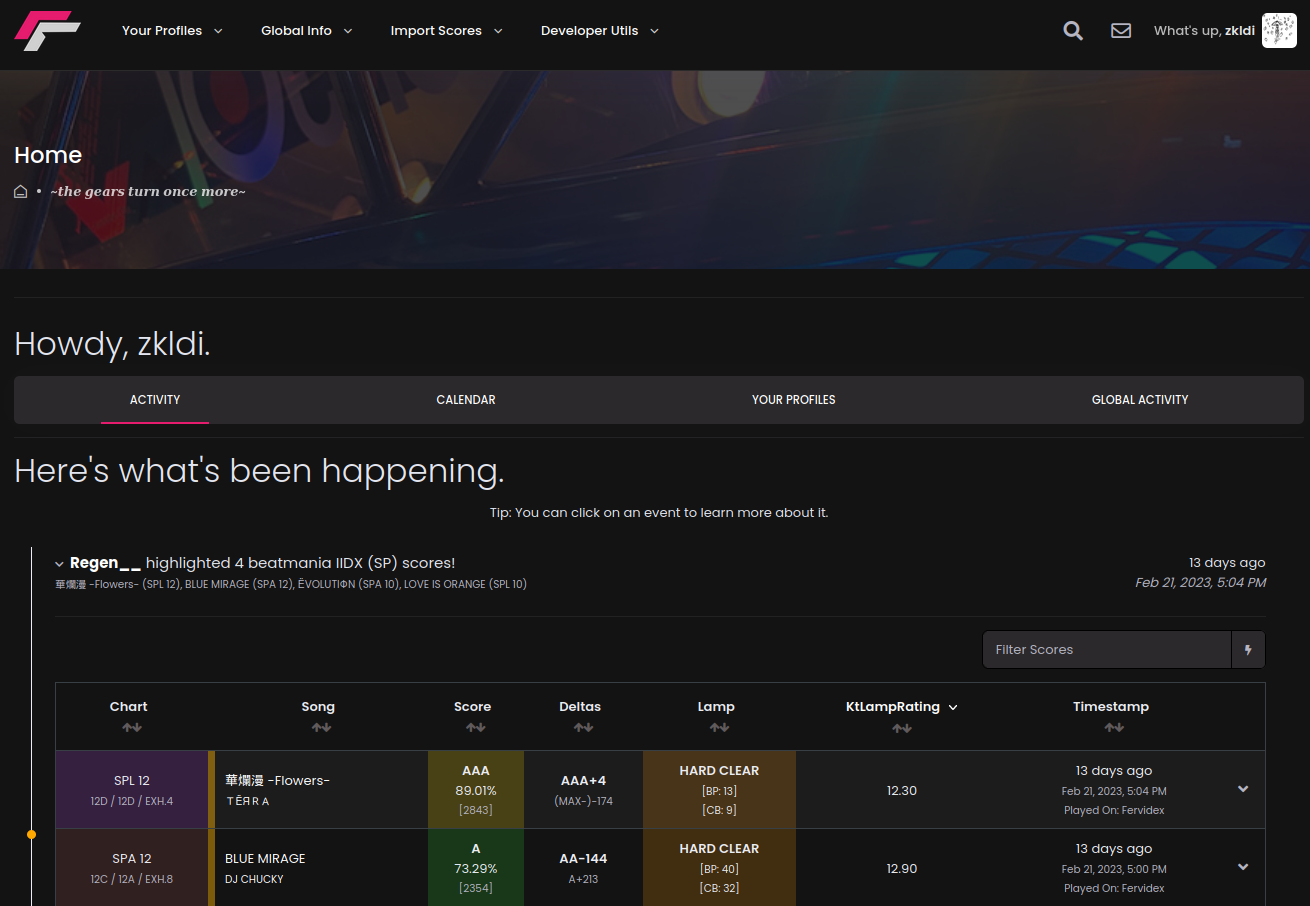 Your Profiles
Global Info
Import Scores
Developer Utils
What's up, zkldi
Home
• ~the gears turn once more~
Howdy, zkldi.
ACTIVITY
CALENDAR
YOUR PROFILES
GLOBAL ACTIVITY
Here's what's been happening.
Tip: You can click on an event to learn more about it.
Regen__ highlighted 4 beatmania IIDX (SP) scores!
13 days ago
華爛漫 -Flowers- (SPL 12), BLUE MIRAGE (SPA 12), ËVOLUTIΦN (SPA 10), LOVE IS ORANGE (SPL 10)
Feb 21, 2023, 5:04 PM
Filter Scores
Chart
Song
Score
Deltas
Lamp
KtLampRating
Timestamp
SPL 12
12D / 12D / EXH.4
華爛漫 -Flowers-
TЁЯRA
AAA
89.01%
[2843]
AAA+4
(MAX-)-174
HARD CLEAR
[BP: 13]
[CB: 9]
12.30
13 days ago
Feb 21, 2023, 5:04 PM
Played On: Fervidex
SPA 12
12C / 12A / EXH.8
BLUE MIRAGE
DJ CHUCKY
A
73.29%
[2354]
AA-144
A+213
HARD CLEAR
[BP: 40]
[CB: 32]
12.90
13 days ago
Feb 21, 2023, 5:00 PM
Played On: Fervidex